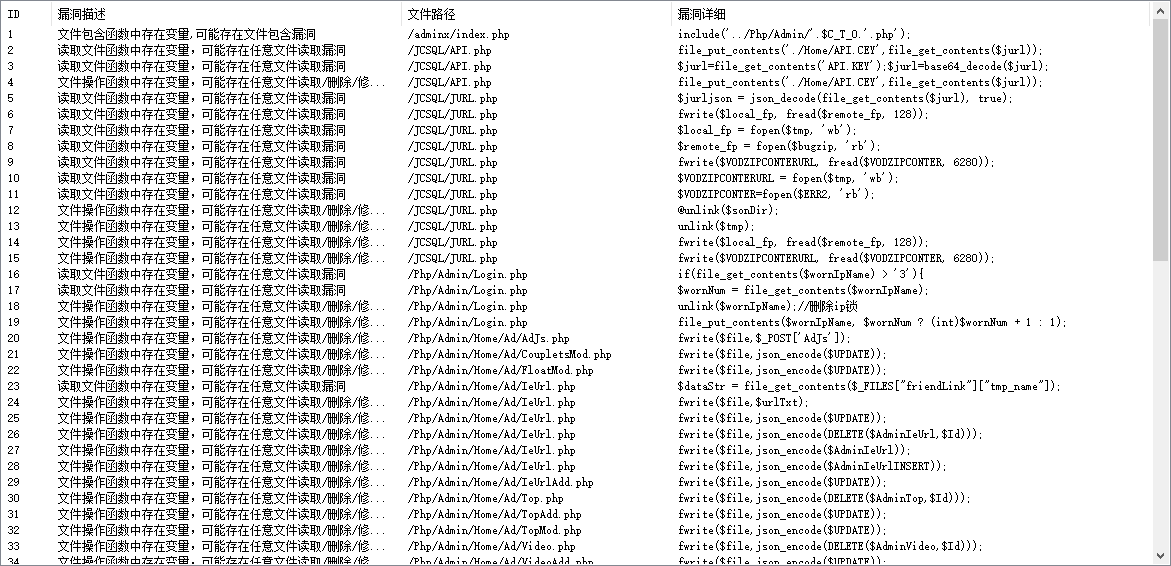 ID 漏洞描述 文件路径 漏洞详细
1 文件包含函数中存在变量,可能存在文件包含漏洞 /adminx/index.php include('../Php/Admin/'.$C_T_O.'.php');
2 读取文件函数中存在变量，可能存在任意文件读取漏洞 /JCSQL/API.php file_put_contents('./Home/API.CEY',file_get_contents($jurl));
3 读取文件函数中存在变量，可能存在任意文件读取漏洞 /JCSQL/API.php $jurl=file_get_contents('API.KEY');$jurl=base64_decode($jurl);
4 文件操作函数中存在变量，可能存在任意文件读取/删除/修... /JCSQL/API.php file_put_contents('./Home/API.CEY',file_get_contents($jurl));
5 读取文件函数中存在变量，可能存在任意文件读取漏洞 /JCSQL/JURL.php $jurljson = json_decode(file_get_contents($jurl), true);
6 读取文件函数中存在变量，可能存在任意文件读取漏洞 /JCSQL/JURL.php fwrite($local_fp, fread($remote_fp, 128));
7 读取文件函数中存在变量，可能存在任意文件读取漏洞 /JCSQL/JURL.php $local_fp = fopen($tmp, 'wb');
8 读取文件函数中存在变量，可能存在任意文件读取漏洞 /JCSQL/JURL.php $remote_fp = fopen($bugzip, 'rb');
9 读取文件函数中存在变量，可能存在任意文件读取漏洞 /JCSQL/JURL.php fwrite($VODZIPCONTERURL, fread($VODZIPCONTER, 6280));
10 读取文件函数中存在变量，可能存在任意文件读取漏洞 /JCSQL/JURL.php $VODZIPCONTERURL = fopen($tmp, 'wb');
11 读取文件函数中存在变量，可能存在任意文件读取漏洞 /JCSQL/JURL.php $VODZIPCONTER=fopen($ERR2, 'rb');
12 文件操作函数中存在变量，可能存在任意文件读取/删除/修... /JCSQL/JURL.php @unlink($sonDir);
13 文件操作函数中存在变量，可能存在任意文件读取/删除/修... /JCSQL/JURL.php unlink($tmp);
14 文件操作函数中存在变量，可能存在任意文件读取/删除/修... /JCSQL/JURL.php fwrite($local_fp, fread($remote_fp, 128));
15 文件操作函数中存在变量，可能存在任意文件读取/删除/修... /JCSQL/JURL.php fwrite($VODZIPCONTERURL, fread($VODZIPCONTER, 6280));
16 读取文件函数中存在变量，可能存在任意文件读取漏洞 /Php/Admin/Login.php if(file_get_contents($wornIpName) > '3'){
17 读取文件函数中存在变量，可能存在任意文件读取漏洞 /Php/Admin/Login.php $wornNum = file_get_contents($wornIpName);
18 文件操作函数中存在变量，可能存在任意文件读取/删除/修... /Php/Admin/Login.php unlink($wornIpName);//删除ip锁
19 文件操作函数中存在变量，可能存在任意文件读取/删除/修... /Php/Admin/Login.php file_put_contents($wornIpName, $wornNum ? (int)$wornNum + 1 : 1);
20 文件操作函数中存在变量，可能存在任意文件读取/删除/修... /Php/Admin/Home/Ad/AdJs.php fwrite($file,$_POST['AdJs']);
21 文件操作函数中存在变量，可能存在任意文件读取/删除/修... /Php/Admin/Home/Ad/CoupletsMod.php fwrite($file,json_encode($UPDATE));
22 文件操作函数中存在变量，可能存在任意文件读取/删除/修... /Php/Admin/Home/Ad/FloatMod.php fwrite($file,json_encode($UPDATE));
23 读取文件函数中存在变量，可能存在任意文件读取漏洞 /Php/Admin/Home/Ad/IeUrl.php $dataStr = file_get_contents($_FILES["friendLink"]["tmp_name"]);
24 文件操作函数中存在变量，可能存在任意文件读取/删除/修... /Php/Admin/Home/Ad/IeUrl.php fwrite($file,$urlTxt);
25 文件操作函数中存在变量，可能存在任意文件读取/删除/修... /Php/Admin/Home/Ad/IeUrl.php fwrite($file,json_encode($UPDATE));
26 文件操作函数中存在变量，可能存在任意文件读取/删除/修... /Php/Admin/Home/Ad/IeUrl.php fwrite($file,json_encode(DELETE($AdminIeUrl,$Id)));
27 文件操作函数中存在变量，可能存在任意文件读取/删除/修... /Php/Admin/Home/Ad/IeUrl.php fwrite($file,json_encode($AdminIeUrl));
28 文件操作函数中存在变量，可能存在任意文件读取/删除/修... /Php/Admin/Home/Ad/IeUrl.php fwrite($file,json_encode($AdminIeUrlINSERT));
29 文件操作函数中存在变量，可能存在任意文件读取/删除/修... /Php/Admin/Home/Ad/IeUrlAdd.php fwrite($file,json_encode($UPDATE));
30 文件操作函数中存在变量，可能存在任意文件读取/删除/修... /Php/Admin/Home/Ad/Top.php fwrite($file,json_encode(DELETE($AdminTop,$Id)));
31 文件操作函数中存在变量，可能存在任意文件读取/删除/修... /Php/Admin/Home/Ad/TopAdd.php fwrite($file,json_encode($UPDATE));
32 文件操作函数中存在变量，可能存在任意文件读取/删除/修... /Php/Admin/Home/Ad/TopMod.php fwrite($file,json_encode($UPDATE));
33 文件操作函数中存在变量，可能存在任意文件读取/删除/修... /Php/Admin/Home/Ad/Video.php fwrite($file,json_encode(DELETE($AdminVideo,$Id)));
34 文件操作函数中存在变量，可能存在任意文件读取/删除/修... /Php/Admin/Home/Ad/VideoAdd.php fwrite($file,json_encode($UPDATE));